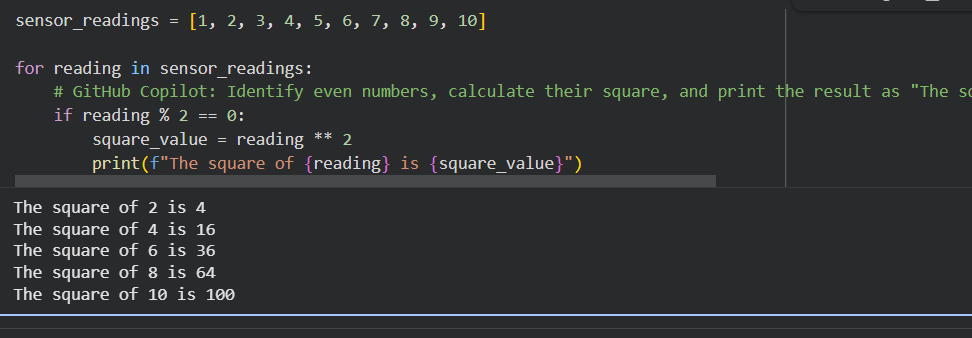 sensor_readings = [1, 2, 3, 4, 5, 6, 7, 8, 9, 10]
for reading in sensor_readings:
    # GitHub Copilot: Identify even numbers, calculate their square, and print the result as "The
    if reading % 2 == 0:
        square_value = reading ** 2
        print(f"The square of {reading} is {square_value}")
The square of 2 is 4
The square of 4 is 16
The square of 6 is 36
The square of 8 is 64
The square of 10 is 100